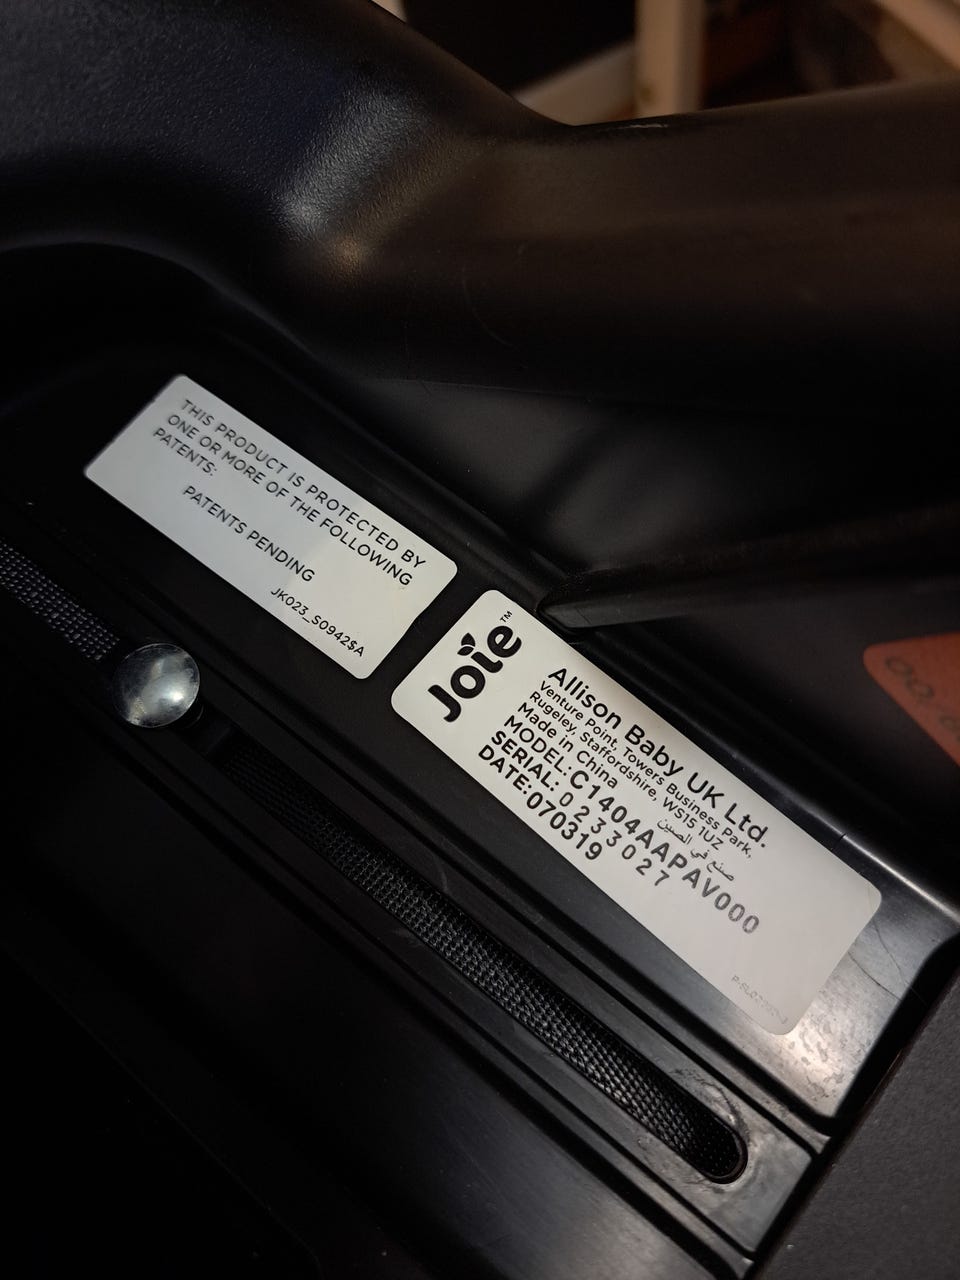 THIS PRODUCT IS PROTECTED BY
ONE OR MORE OF THE FOLLOWING
PATENTS:
PATENTS PENDING
JK023_S0942$A
Joie™
Allison Baby UK Ltd.
Venture Point, Towers Business Park,
Rugeley, Staffordshire, WS15 1UZ
Made in China صنع في الصين
MODEL:C1404AAPAV000
SERIAL: 0233027
DATE:070319